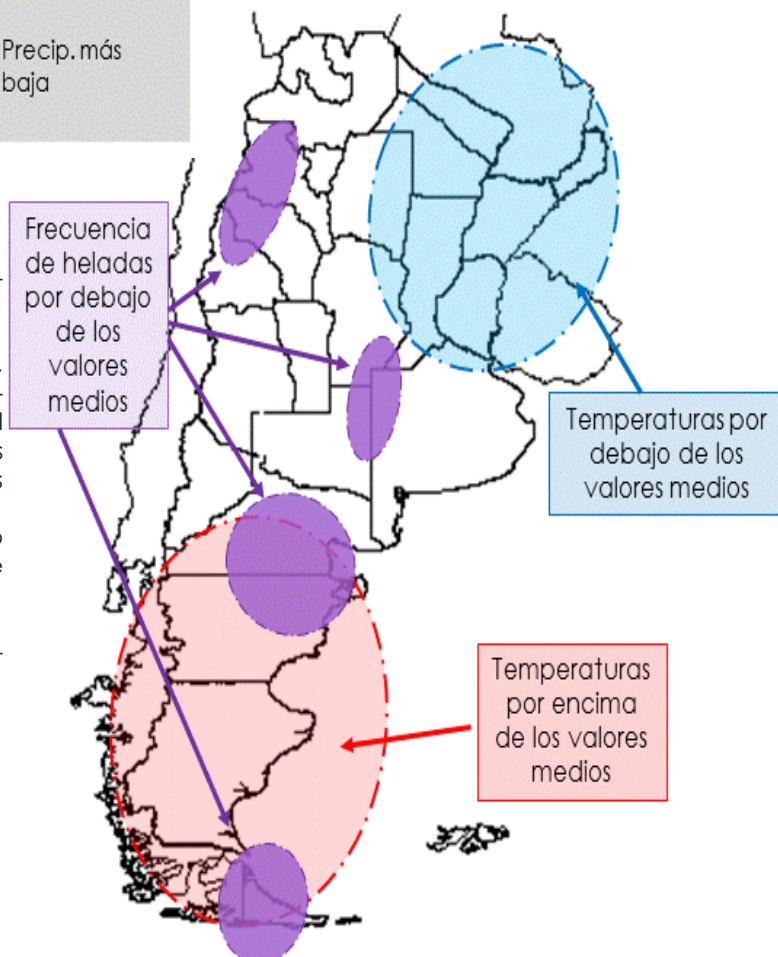 Precip. más
baja
Frecuencia
de heladas
por debajo
de los
valores
medios
Temperaturas por
debajo de los
valores medios
Temperaturas
por encima
de los valores
medios